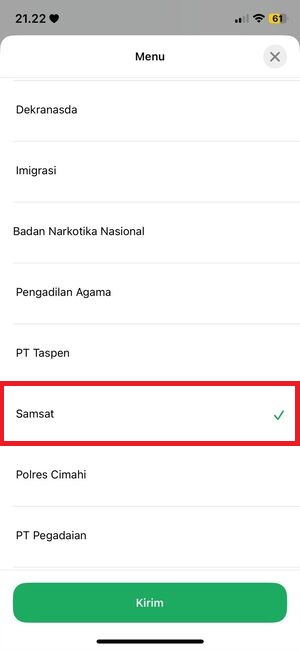 21.22
61
Menu
Dekranasda
Imigrasi
Badan Narkotika Nasional
Pengadilan Agama
PT Taspen
Samsat
Polres Cimahi
PT Pegadaian
Kirim